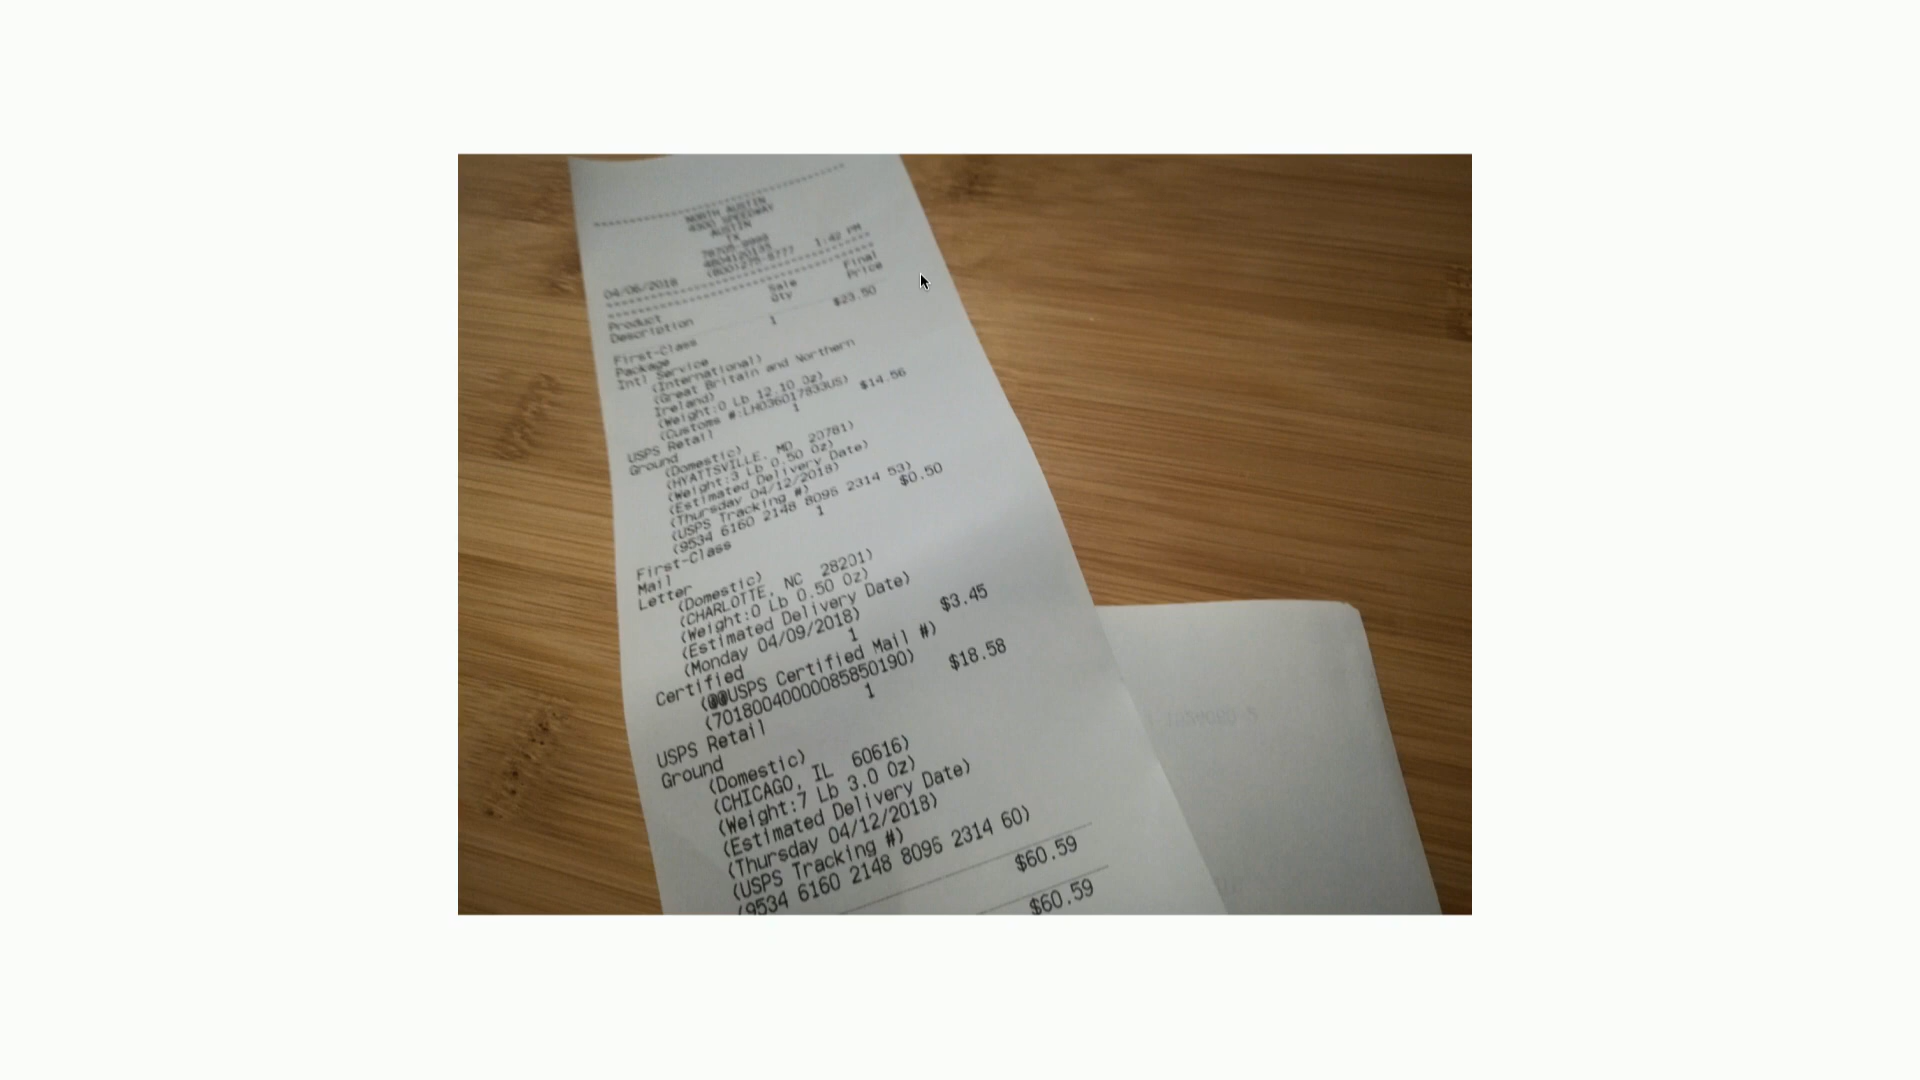 NORTH AUSTIN
4300 SPEEDWAY
AUSTIN
TX
04/06/2018 1:42 PM
Sale Final
Product Qty Price
Description
First-Class 1 $23.50
Package
Intl Service
(International)
(Great Britain and Northern
Ireland)
(Weight:0 Lb 12.10 Oz)
(Customs #:LH036017833US)
USPS Retail 1 $14.56
Ground
(Domestic)
(HYATTSVILLE, MD 20781)
(Weight:3 Lb 0.50 Oz)
(Estimated Delivery Date)
(Thursday 04/12/2018)
(USPS Tracking #)
(9534 6160 2148 8095 2314 53)
First-Class 1 $0.50
Mail
Letter
(Domestic)
(CHARLOTTE, NC 28201)
(Weight:0 Lb 0.50 Oz)
(Estimated Delivery Date)
(Monday 04/09/2018)
Certified 1 $3.45
(@@USPS Certified Mail #)
(70180040000085850190)
USPS Retail 1 $18.58
Ground
(Domestic)
(CHICAGO, IL 60616)
(Weight:7 Lb 3.0 Oz)
(Estimated Delivery Date)
(Thursday 04/12/2018)
(USPS Tracking #)
(9534 6160 2148 8095 2314 60)
$60.59
$60.59